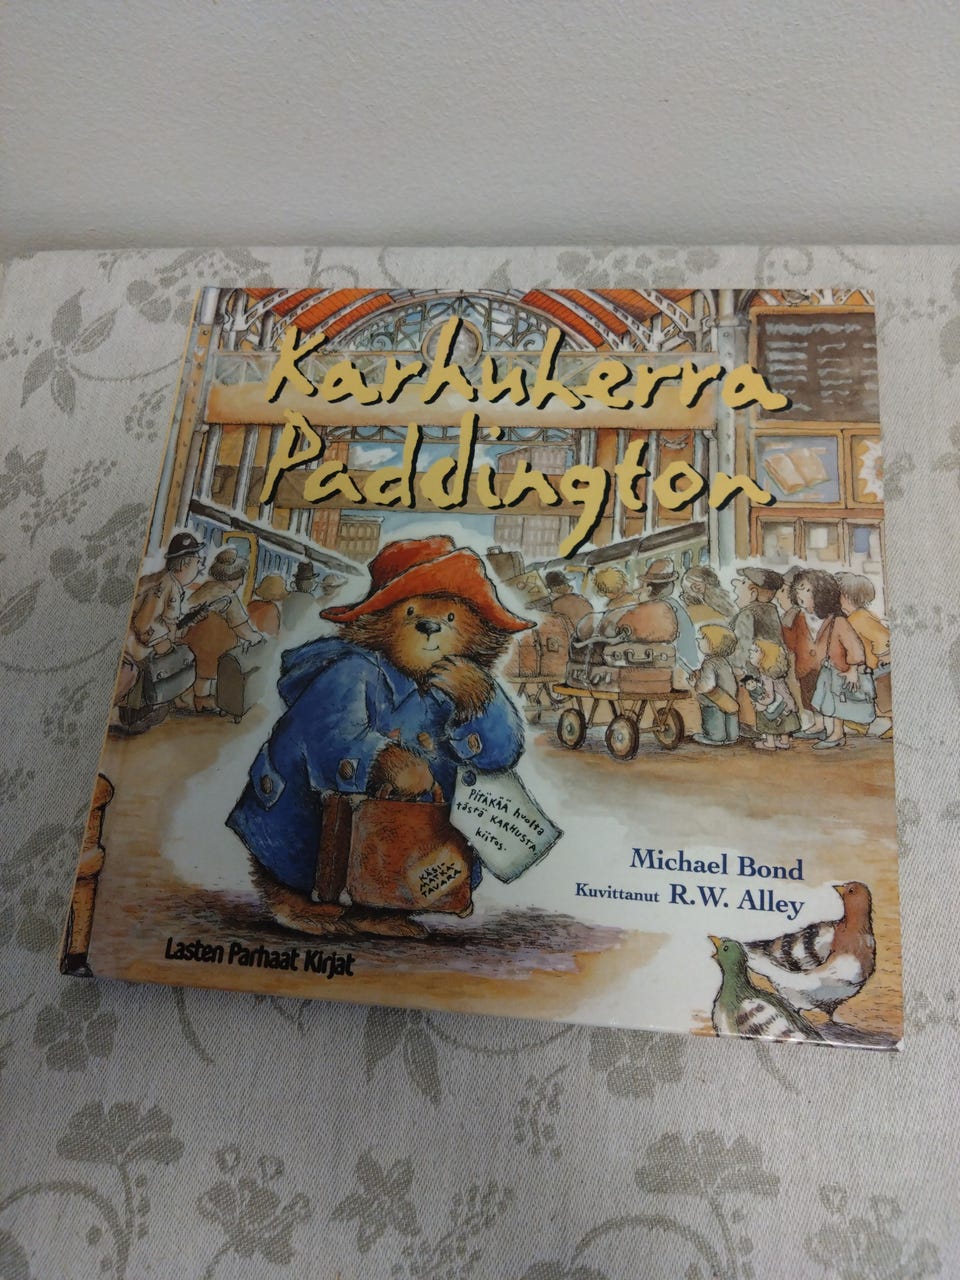 Karhuherra
Paddington
PITÄKÄÄ huolta
tästä KARHUSTA,
kiitos.
KÄSI-
MATKA-
TAVARA
Michael Bond
Kuvittanut R.W. Alley
Lasten Parhaat Kirjat